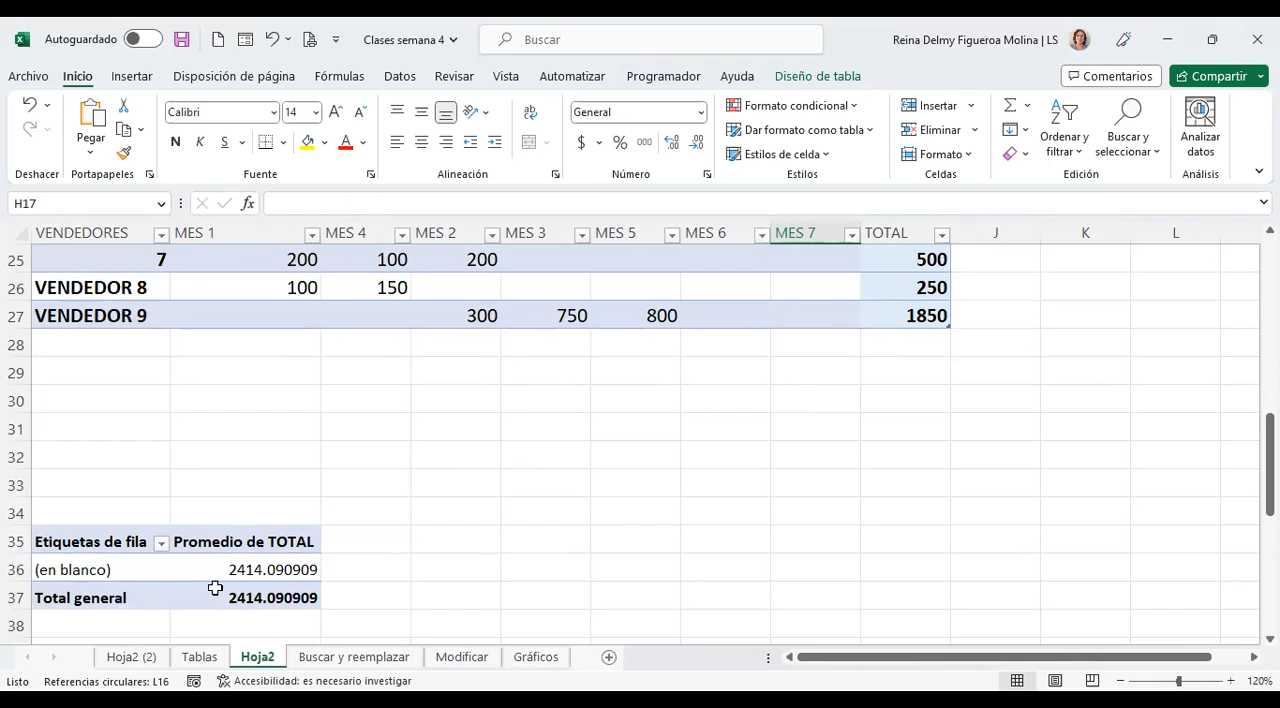 Autoguardado
Clases semana 4
Buscar
Reina Delmy Figueroa Molina | LS
Archivo Inicio Insertar Disposición de página Fórmulas Datos Revisar Vista Automatizar Programador Ayuda Diseño de tabla
Comentarios Compartir
Pegar
Calibri 14
N K S
General
$ % 000
Formato condicional
Dar formato como tabla
Estilos de celda
Insertar
Eliminar
Formato
Ordenar y filtrar
Buscar y seleccionar
Analizar datos
Deshacer Portapapeles Fuente Alineación Número Estilos Celdas Edición Análisis
H17 fx
VENDEDORES MES 1 MES 4 MES 2 MES 3 MES 5 MES 6 MES 7 TOTAL J K L
25 7 200 100 200 500
26 VENDEDOR 8 100 150 250
27 VENDEDOR 9 300 750 800 1850
28
29
30
31
32
33
34
35 Etiquetas de fila Promedio de TOTAL
36 (en blanco) 2414.090909
37 Total general 2414.090909
38
Hoja2 (2) Tablas Hoja2 Buscar y reemplazar Modificar Gráficos
Listo Referencias circulares: L16 Accesibilidad: es necesario investigar 120%